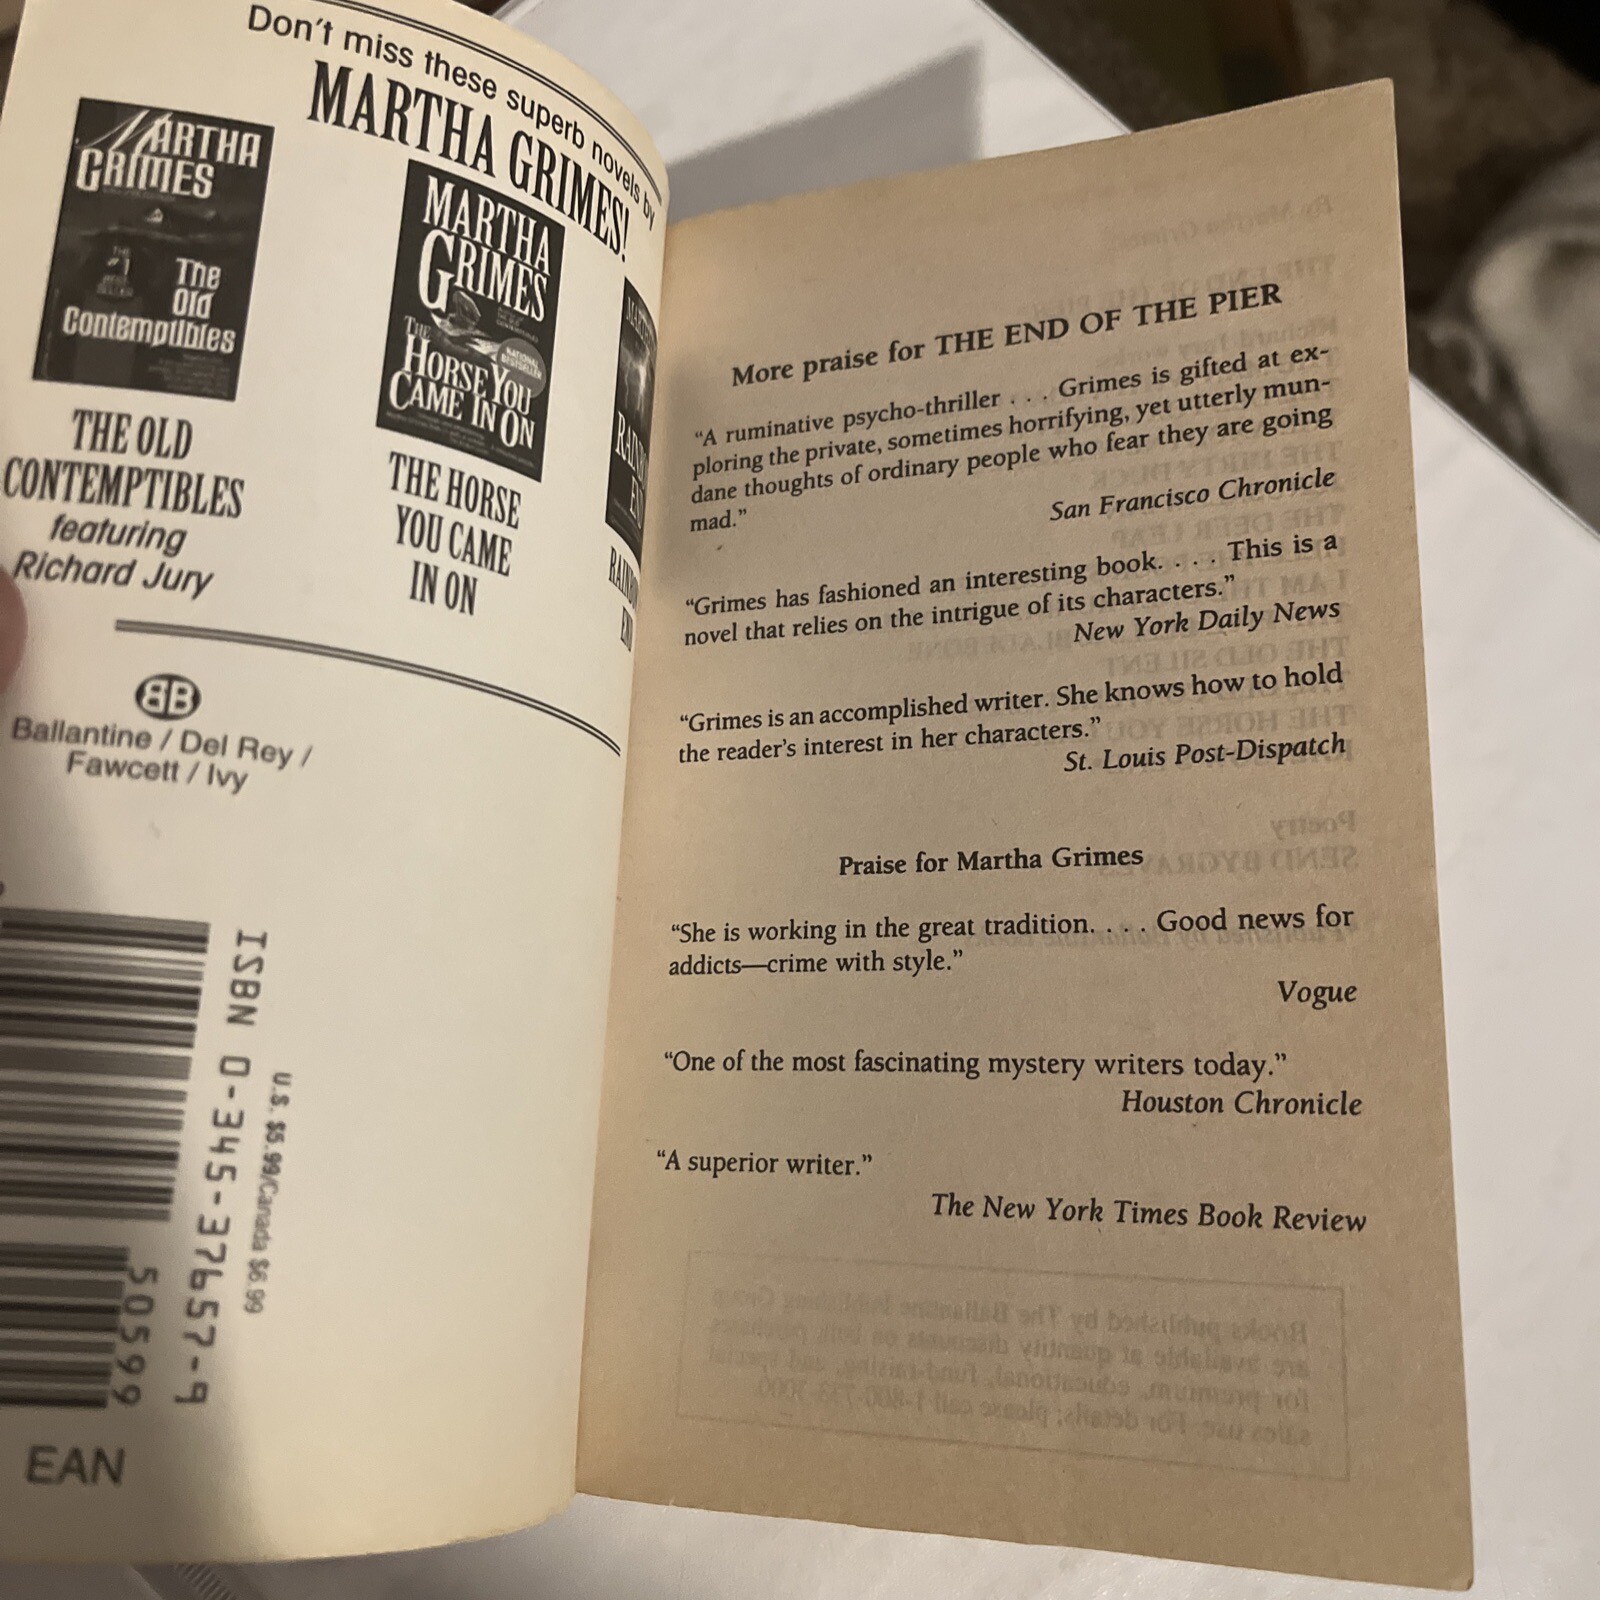 Don't miss these superb novels by
MARTHA GRIMES!
MARTHA
GRIMES
THE
#1
The
Old
Contemptibles
THE OLD
CONTEMPTIBLES
featuring
Richard Jury
MARTHA
GRIMES
NATIONAL
BESTSELLER
THE
HORSE YOU
CAME IN ON
THE HORSE
YOU CAME
IN ON
BB
Ballantine / Del Rey /
Fawcett / Ivy
ISBN 0-345-37657-9
U.S. $5.99/Canada $6.99
50599
EAN
More praise for THE END OF THE PIER
“A ruminative psycho-thriller . . . Grimes is gifted at ex-
ploring the private, sometimes horrifying, yet utterly mun-
dane thoughts of ordinary people who fear they are going
mad.”
San Francisco Chronicle
“Grimes has fashioned an interesting book. . . . This is a
novel that relies on the intrigue of its characters.”
New York Daily News
“Grimes is an accomplished writer. She knows how to hold
the reader's interest in her characters.”
St. Louis Post-Dispatch
Praise for Martha Grimes
“She is working in the great tradition. . . . Good news for
addicts—crime with style.”
Vogue
“One of the most fascinating mystery writers today.”
Houston Chronicle
“A superior writer.”
The New York Times Book Review